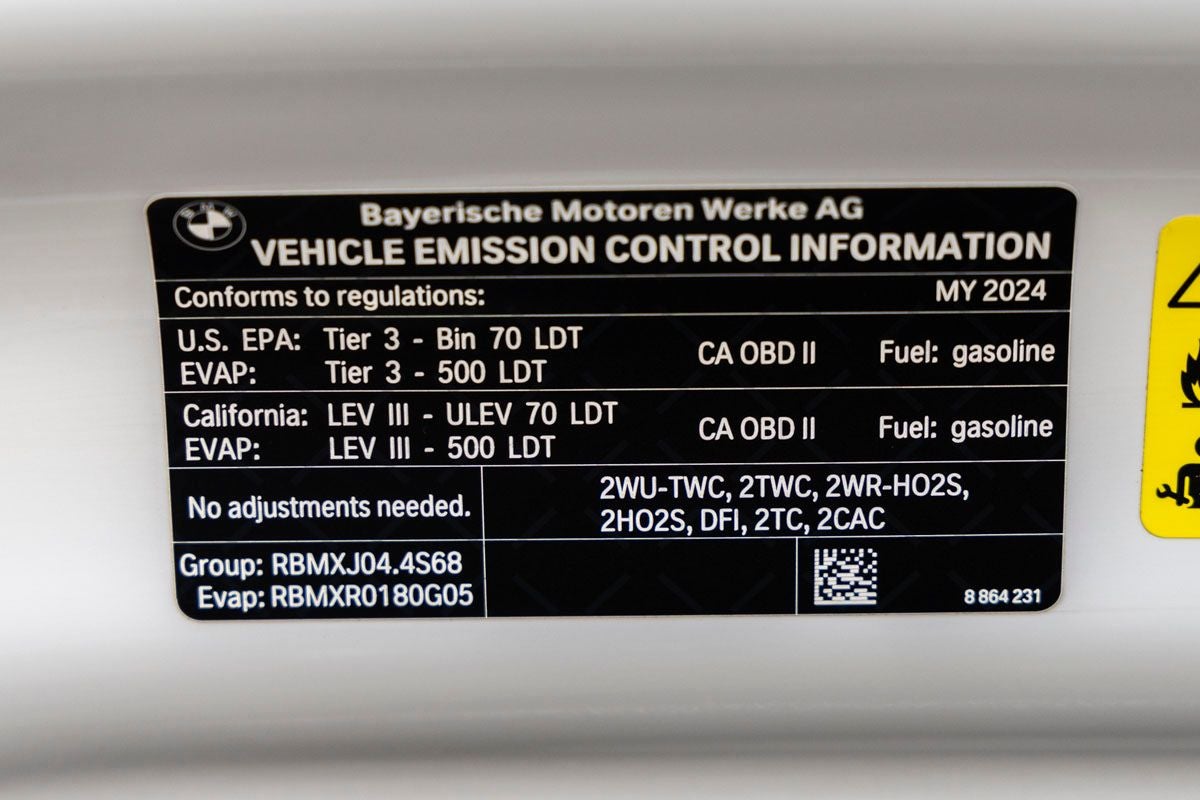 BMW
Bayerische Motoren Werke AG
VEHICLE EMISSION CONTROL INFORMATION
Conforms to regulations: MY 2024
U.S. EPA: Tier 3 - Bin 70 LDT CA OBD II Fuel: gasoline
EVAP: Tier 3 - 500 LDT
California: LEV III - ULEV 70 LDT CA OBD II Fuel: gasoline
EVAP: LEV III - 500 LDT
No adjustments needed.
2WU-TWC, 2TWC, 2WR-HO2S,
2HO2S, DFI, 2TC, 2CAC
Group: RBMXJ04.4S68
Evap: RBMXR0180G05
8 864 231